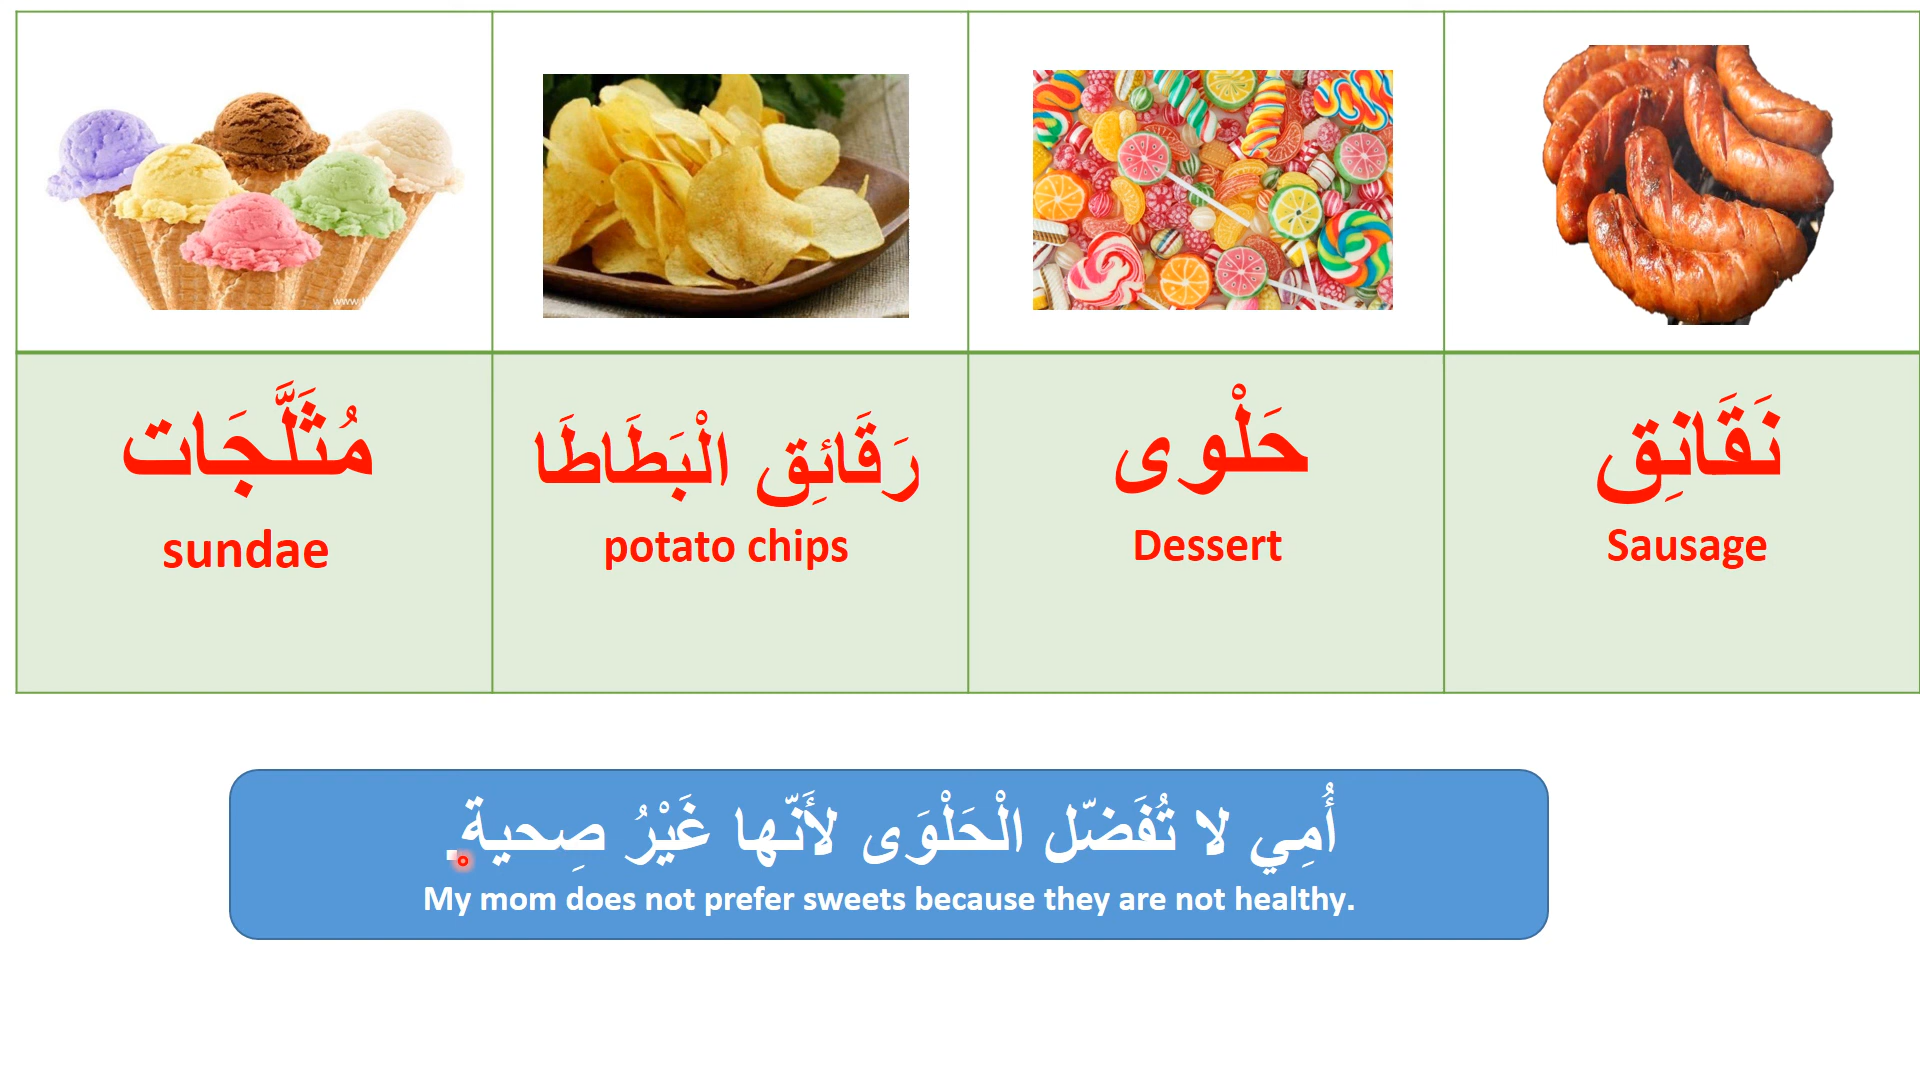 مُثَلَّجَات
sundae
رَقَائِق الْبَطَاطَا
potato chips
حَلْوى
Dessert
نَقَانِق
Sausage
أُمِي لا تُفَضّل الْحَلْوَى لأَنّها غَيْرُ صِحية.
My mom does not prefer sweets because they are not healthy.